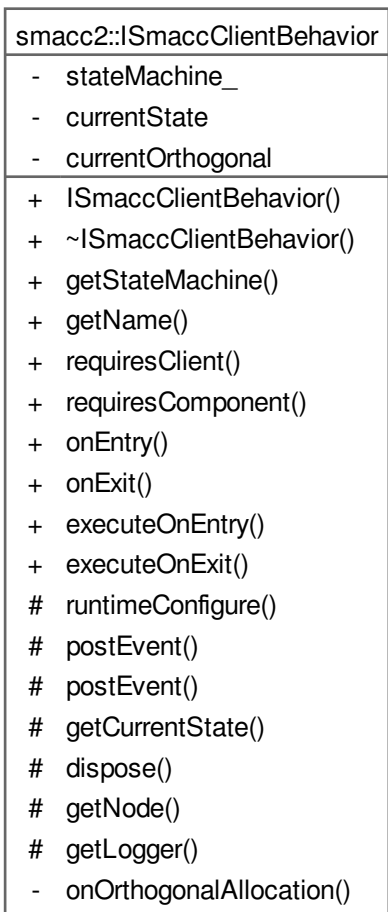 smacc2::ISmaccClientBehavior
- stateMachine_
- currentState
- currentOrthogonal
+ ISmaccClientBehavior()
+ ~ISmaccClientBehavior()
+ getStateMachine()
+ getName()
+ requiresClient()
+ requiresComponent()
+ onEntry()
+ onExit()
+ executeOnEntry()
+ executeOnExit()
# runtimeConfigure()
# postEvent()
# postEvent()
# getCurrentState()
# dispose()
# getNode()
# getLogger()
- onOrthogonalAllocation()